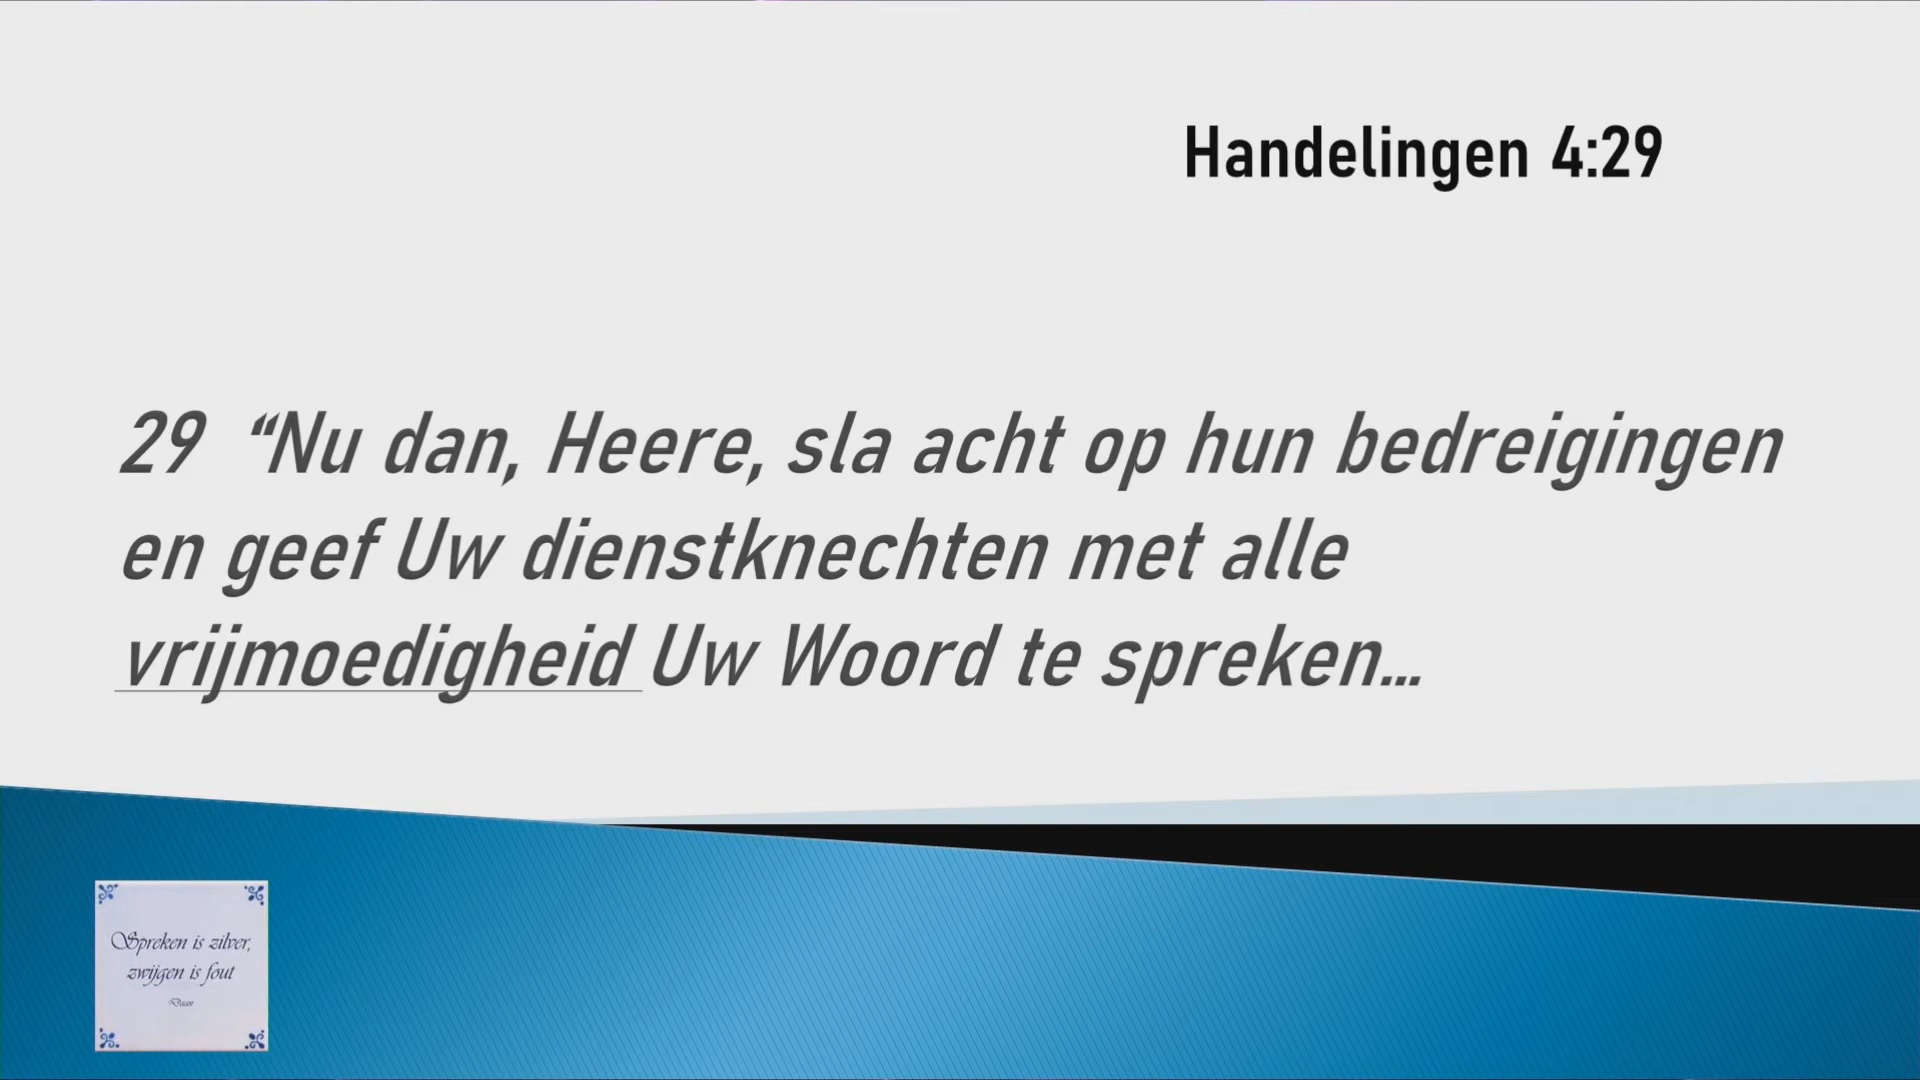 Handelingen 4:29
29 “Nu dan, Heere, sla acht op hun bedreigingen
en geef Uw dienstknechten met alle
vrijmoedigheid Uw Woord te spreken...
Spreken is zilver,
zwijgen is fout
Daan